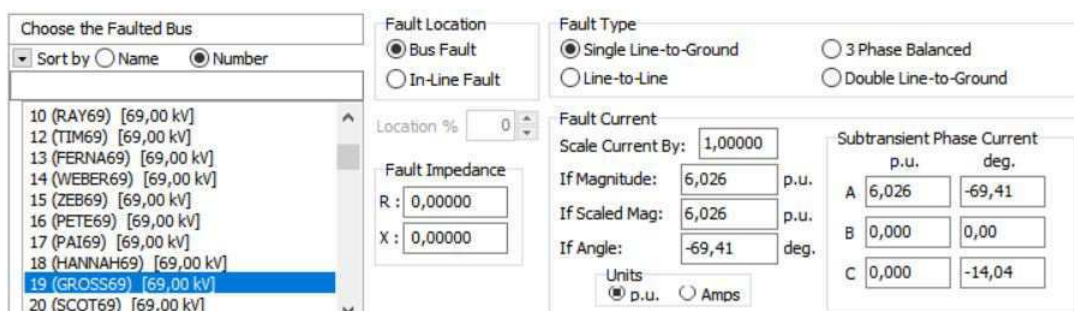 Choose the Faulted Bus
Sort by Name Number
10 (RAY69) [69,00 kV]
12 (TIM69) [69,00 kV]
13 (FERNA69) [69,00 kV]
14 (WEBER69) [69,00 kV]
15 (ZEB69) [69,00 kV]
16 (PETE69) [69,00 kV]
17 (PAI69) [69,00 kV]
18 (HANNAH69) [69,00 kV]
19 (GROSS69) [69,00 kV]
20 (SCOT69) [69,00 kV]
Fault Location
Bus Fault
In-Line Fault
Location % 0
Fault Impedance
R : 0,00000
X : 0,00000
Fault Type
Single Line-to-Ground 3 Phase Balanced
Line-to-Line Double Line-to-Ground
Fault Current
Scale Current By: 1,00000
If Magnitude: 6,026 p.u.
If Scaled Mag: 6,026 p.u.
If Angle: -69,41 deg.
Units
p.u. Amps
Subtransient Phase Current
p.u. deg.
A 6,026 -69,41
B 0,000 0,00
C 0,000 -14,04